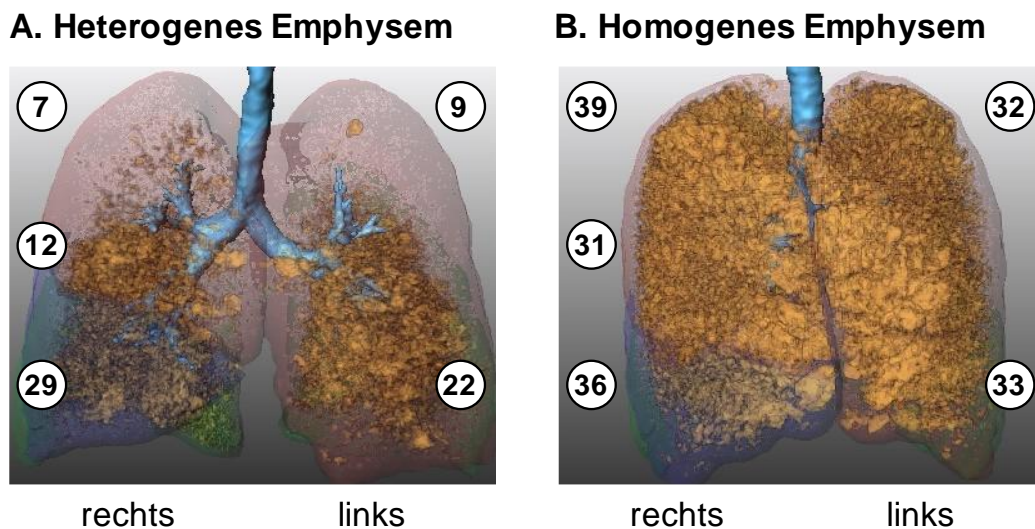 A. Heterogenes Emphysem
B. Homogenes Emphysem
7
9
12
29
22
39
32
31
36
33
rechts
links
rechts
links